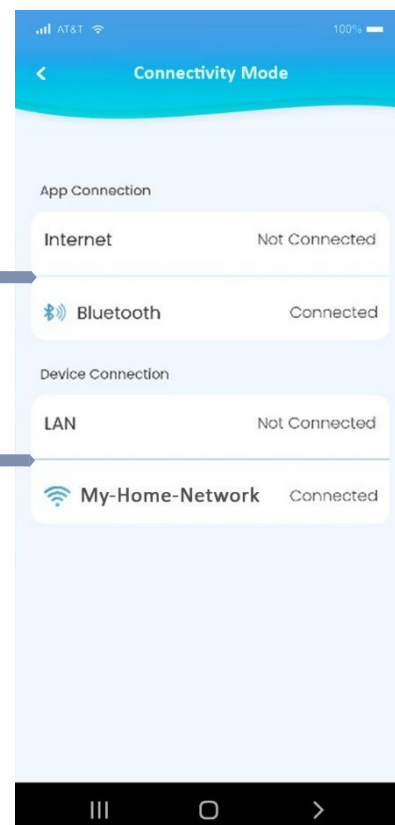 AT&T 100%
Connectivity Mode
App Connection
Internet Not Connected
Bluetooth Connected
Device Connection
LAN Not Connected
My-Home-Network Connected